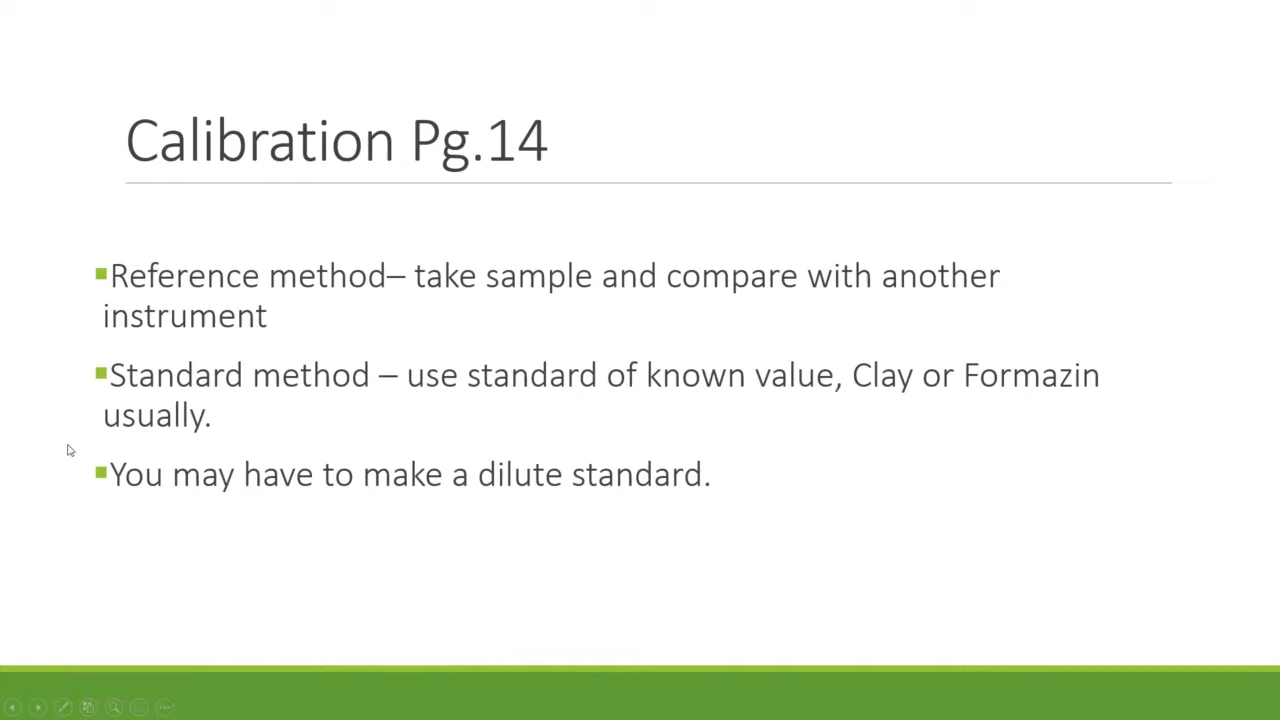 Calibration Pg.14
Reference method– take sample and compare with another
instrument
Standard method – use standard of known value, Clay or Formazin
usually.
You may have to make a dilute standard.